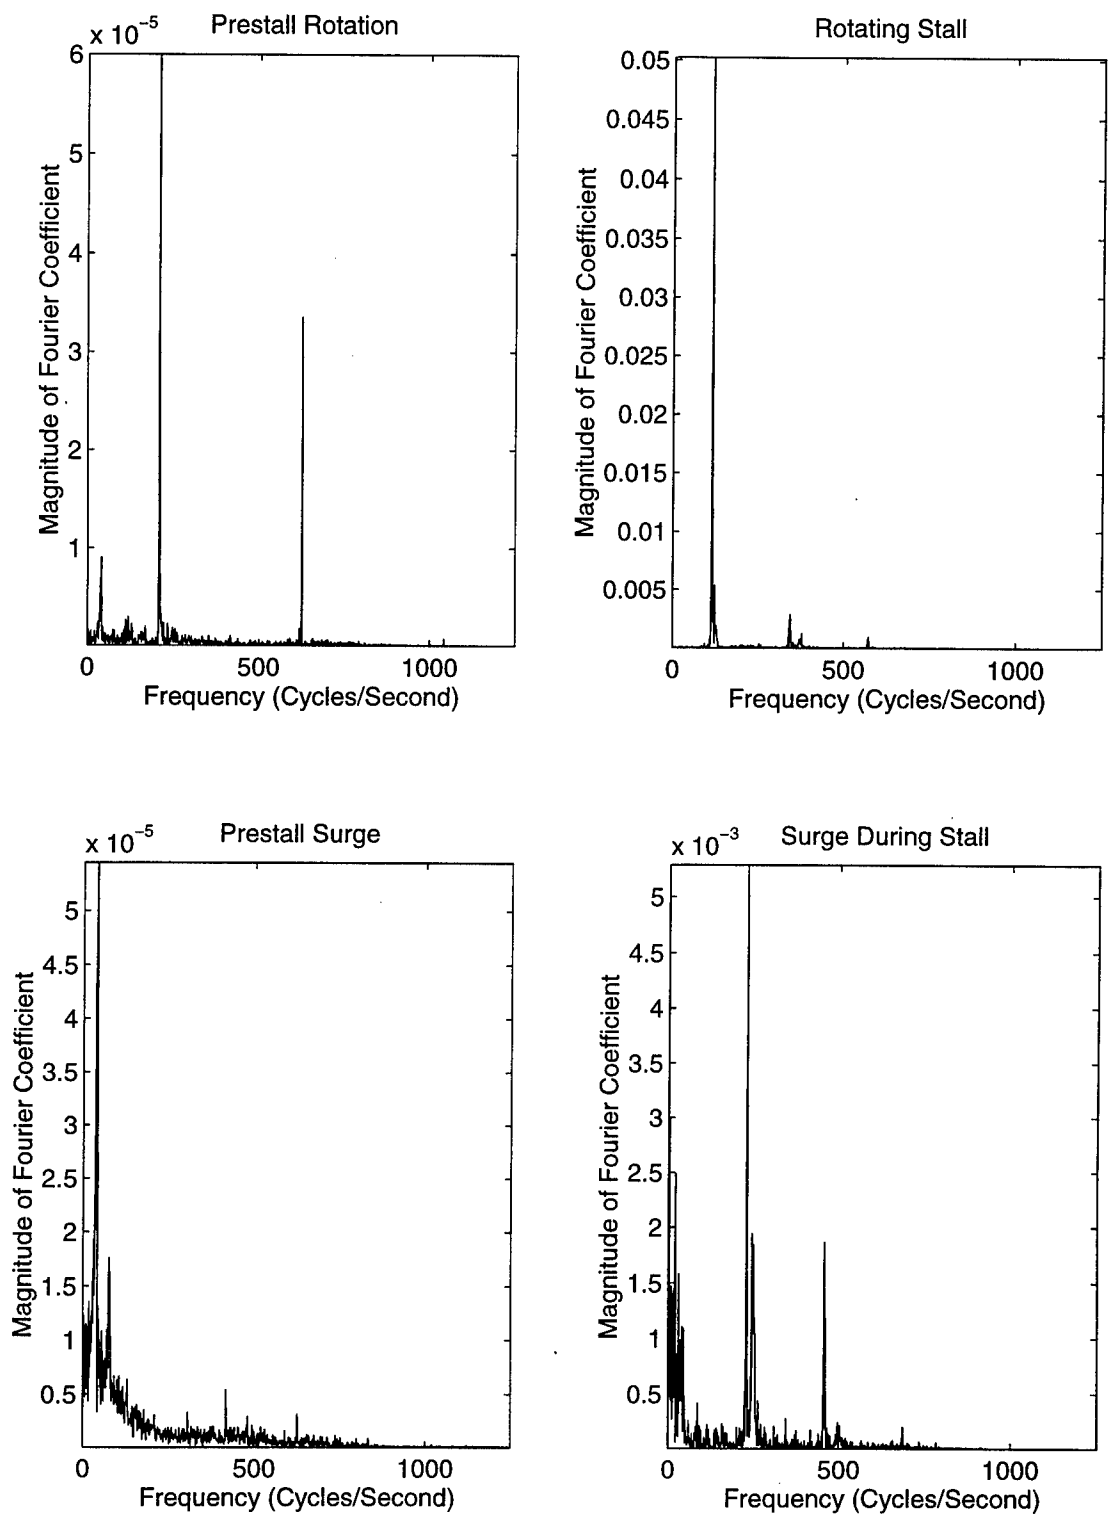 Prestall Rotation
x 10⁻⁵
6
5
4
3
2
1
Magnitude of Fourier Coefficient
0 500 1000
Frequency (Cycles/Second)
Rotating Stall
0.05
0.045
0.04
0.035
0.03
0.025
0.02
0.015
0.01
0.005
Magnitude of Fourier Coefficient
0 500 1000
Frequency (Cycles/Second)
Prestall Surge
x 10⁻⁵
5
4.5
4
3.5
3
2.5
2
1.5
1
0.5
Magnitude of Fourier Coefficient
0 500 1000
Frequency (Cycles/Second)
Surge During Stall
x 10⁻³
5
4.5
4
3.5
3
2.5
2
1.5
1
0.5
Magnitude of Fourier Coefficient
0 500 1000
Frequency (Cycles/Second)